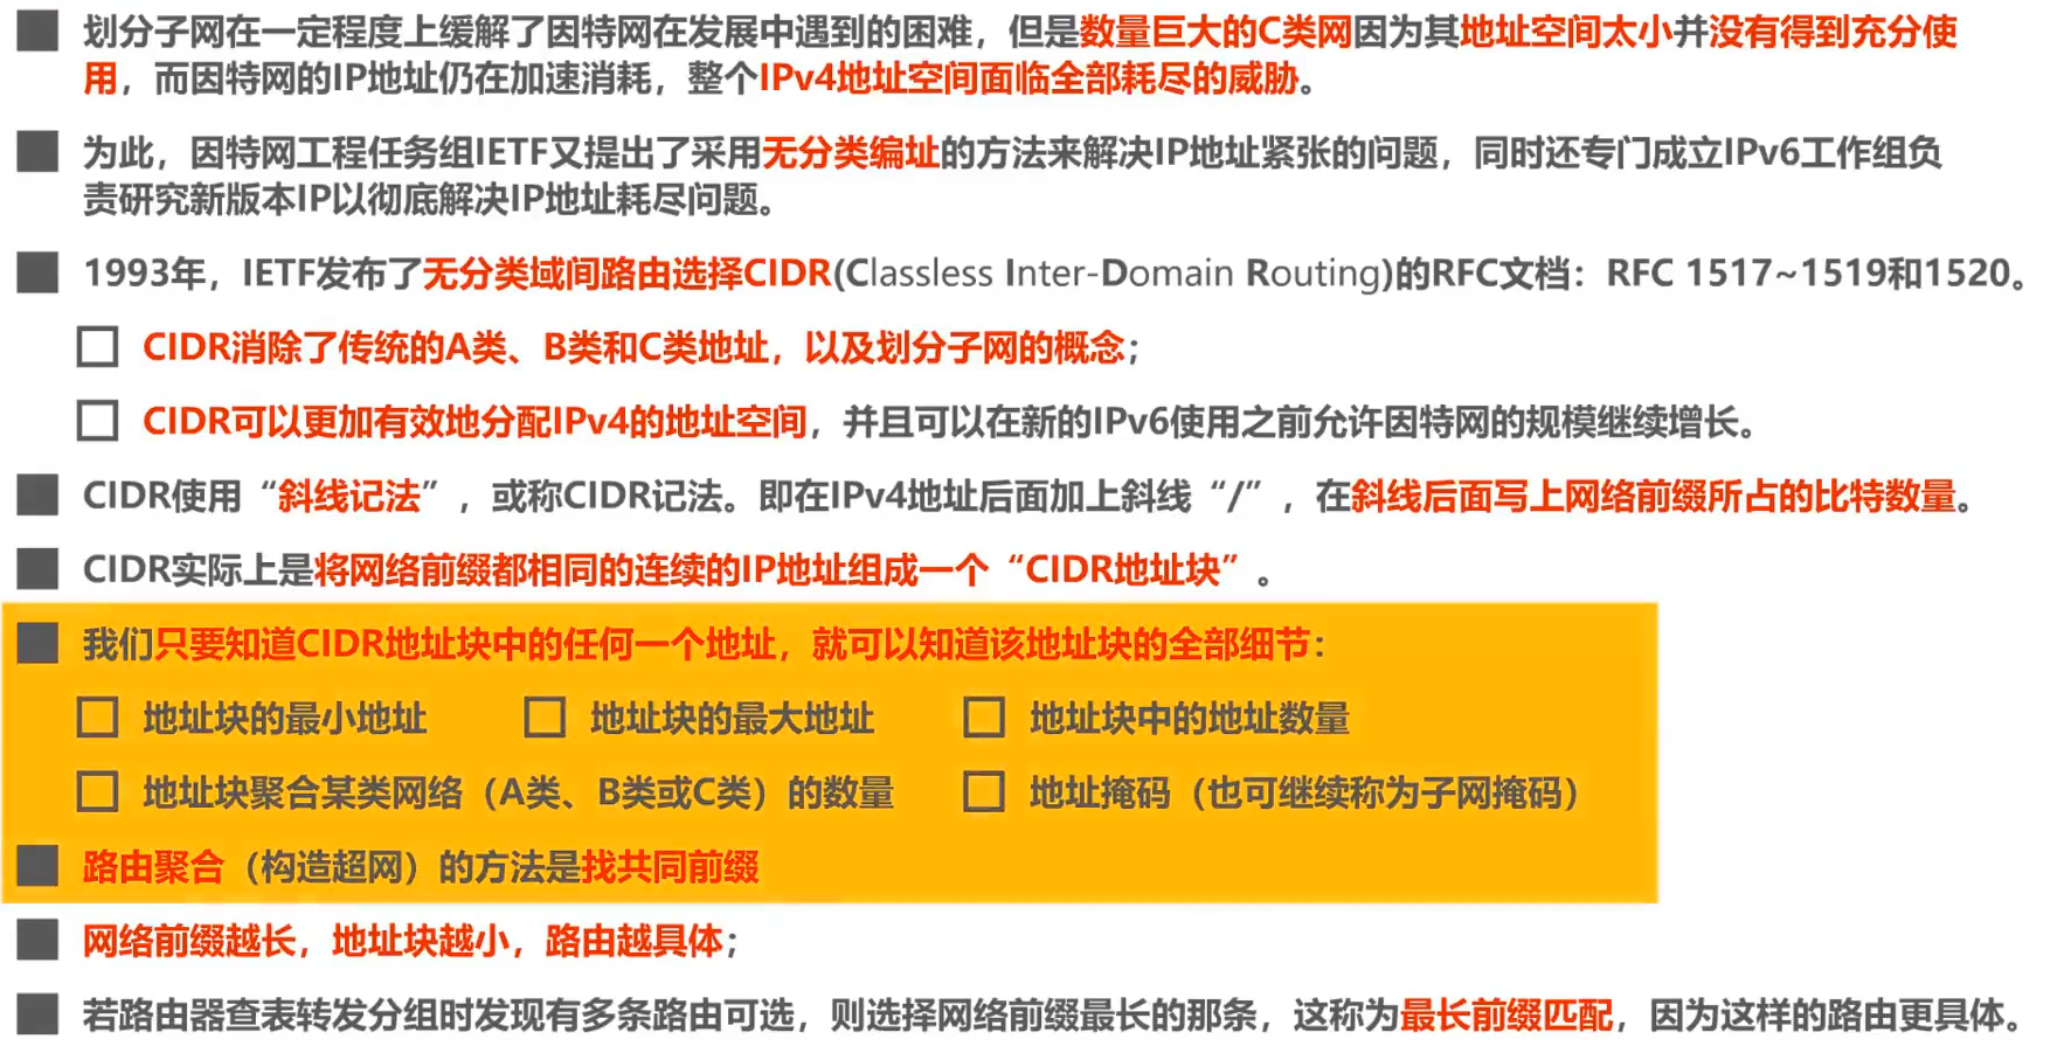 划分子网在一定程度上缓解了因特网在发展中遇到的困难，但是数量巨大的C类网因为其地址空间太小并没有得到充分使
用，而因特网的IP地址仍在加速消耗，整个IPv4地址空间面临全部耗尽的威胁。
为此，因特网工程任务组IETF又提出了采用无分类编址的方法来解决IP地址紧张的问题，同时还专门成立IPv6工作组负
责研究新版本IP以彻底解决IP地址耗尽问题。
1993年，IETF发布了无分类域间路由选择CIDR(Classless Inter-Domain Routing)的RFC文档：RFC 1517~1519和1520。
CIDR消除了传统的A类、B类和C类地址，以及划分子网的概念；
CIDR可以更加有效地分配IPv4的地址空间，并且可以在新的IPv6使用之前允许因特网的规模继续增长。
CIDR使用“斜线记法”，或称CIDR记法。即在IPv4地址后面加上斜线“/”，在斜线后面写上网络前缀所占的比特数量。
CIDR实际上是将网络前缀都相同的连续的IP地址组成一个“CIDR地址块”。
我们只要知道CIDR地址块中的任何一个地址，就可以知道该地址块的全部细节：
地址块的最小地址 地址块的最大地址 地址块中的地址数量
地址块聚合某类网络（A类、B类或C类）的数量 地址掩码（也可继续称为子网掩码）
路由聚合（构造超网）的方法是找共同前缀
网络前缀越长，地址块越小，路由越具体；
若路由器查表转发分组时发现有多条路由可选，则选择网络前缀最长的那条，这称为最长前缀匹配，因为这样的路由更具体。